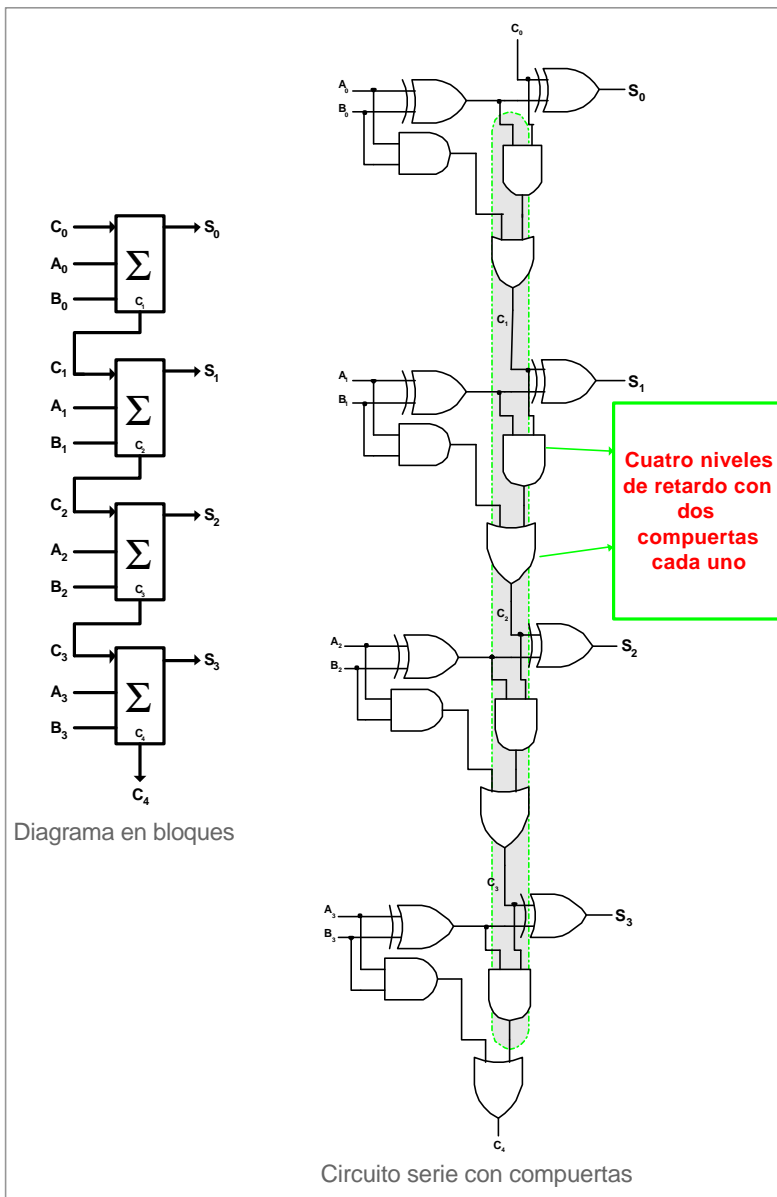 C0
A0
B0
Σ
C1
S0
C1
A1
B1
Σ
C2
S1
C2
A2
B2
Σ
C3
S2
C3
A3
B3
Σ
C4
S3
C4
Diagrama en bloques
C0
A0
B0
S0
C1
A1
B1
S1
Cuatro niveles
de retardo con
dos
compuertas
cada uno
C2
A2
B2
S2
C3
A3
B3
S3
C4
Circuito serie con compuertas